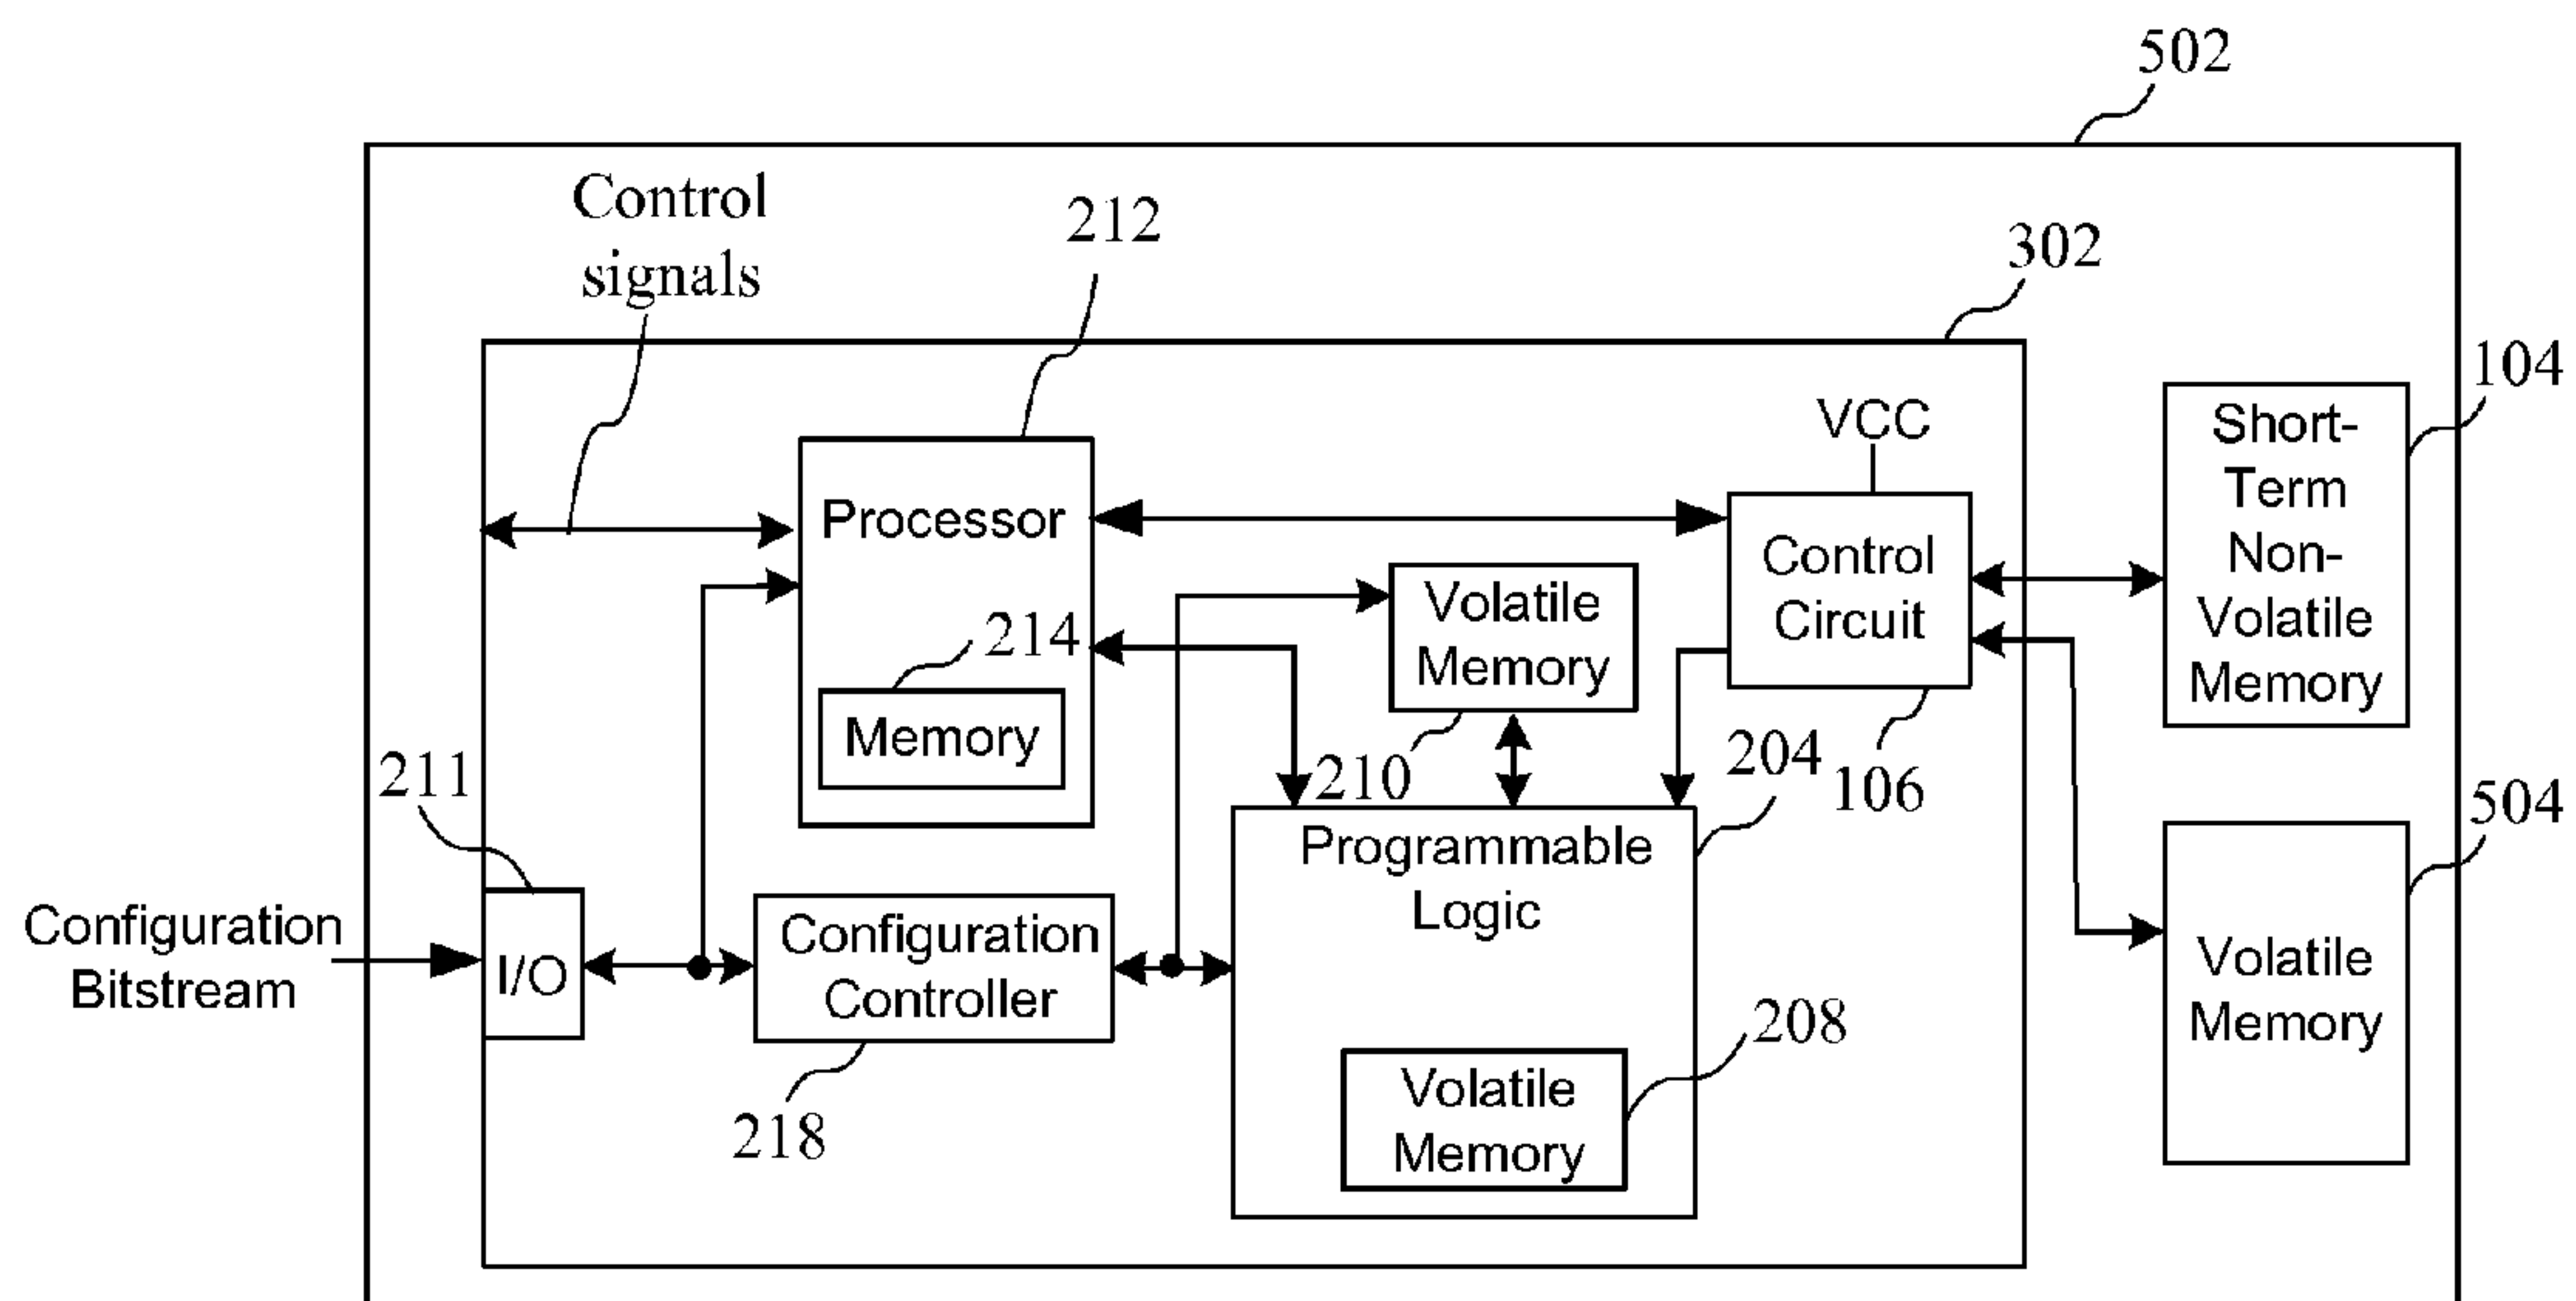 502
Control
signals
212
302
104
VCC
Short-
Term
Non-
Volatile
Memory
Processor
Control
Circuit
Volatile
Memory
214
Memory
211
210
204
106
504
Programmable
Logic
Configuration
Bitstream
I/O
Configuration
Controller
Volatile
Memory
208
Volatile
Memory
218